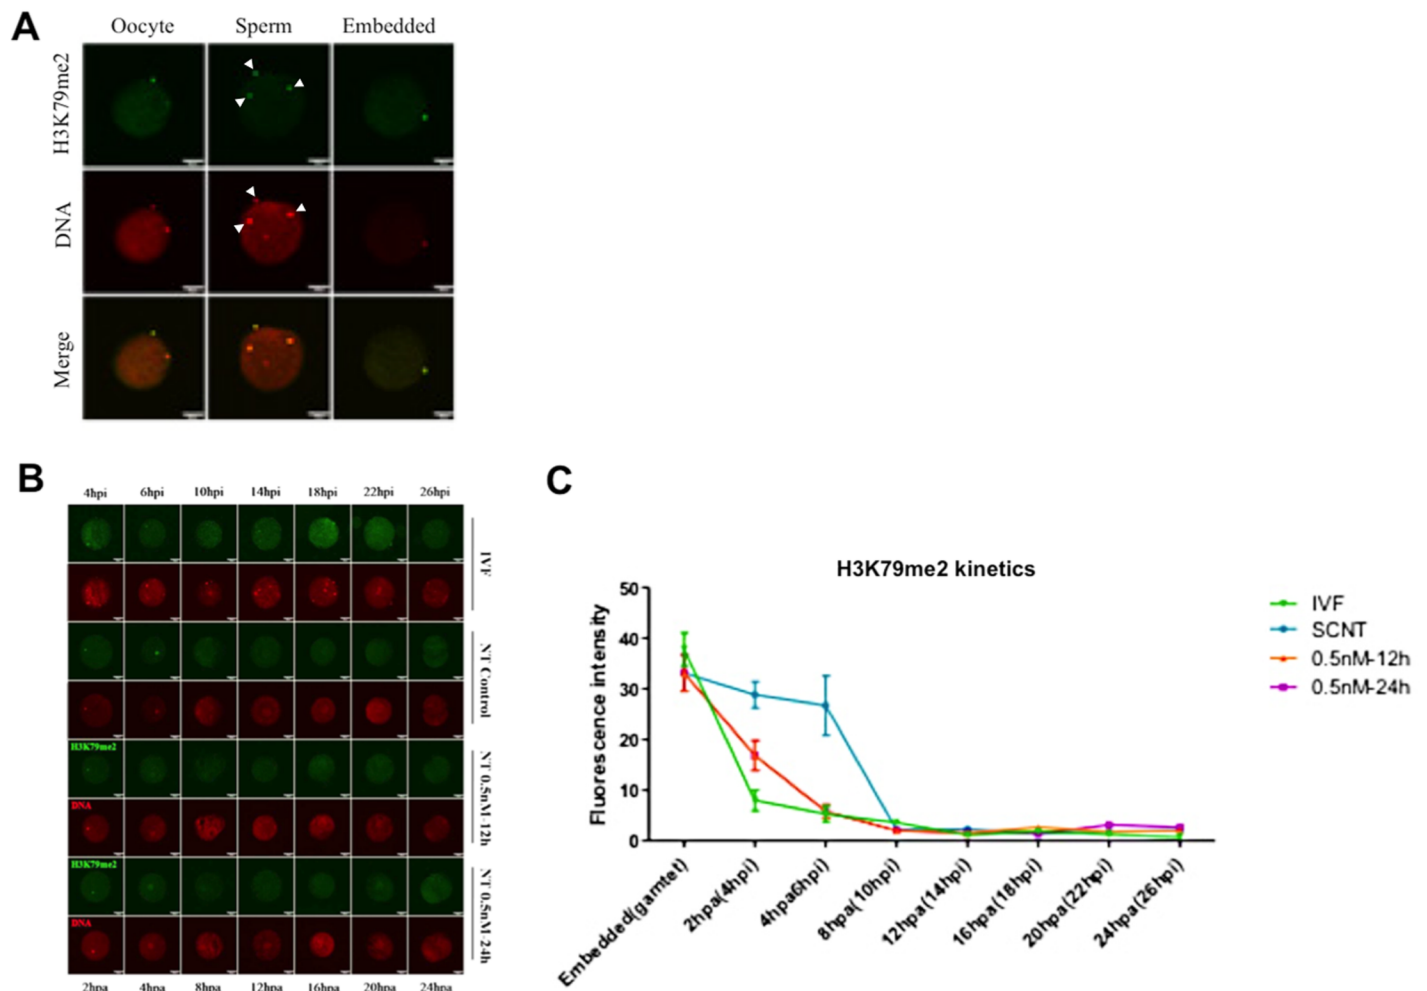 A
Oocyte Sperm Embedded
H3K79me2
DNA
Merge
B
4hpi 6hpi 10hpi 14hpi 18hpi 22hpi 26hpi
IVF
NT Control
H3K79me2
DNA
NT 0.5nM-12h
H3K79me2
DNA
NT 0.5nM-24h
2hpa 4hpa 8hpa 12hpa 16hpa 20hpa 24hpa
C
H3K79me2 kinetics
Fluorescence intensity
50
40
30
20
10
0
Embedded(gamtet)
2hpa(4hpi)
4hpa6hpi)
8hpa(10hpi)
12hpa(14hpi)
16hpa(18hpi)
20hpa(22hpi)
24hpa(26hpi)
IVF
SCNT
0.5nM-12h
0.5nM-24h